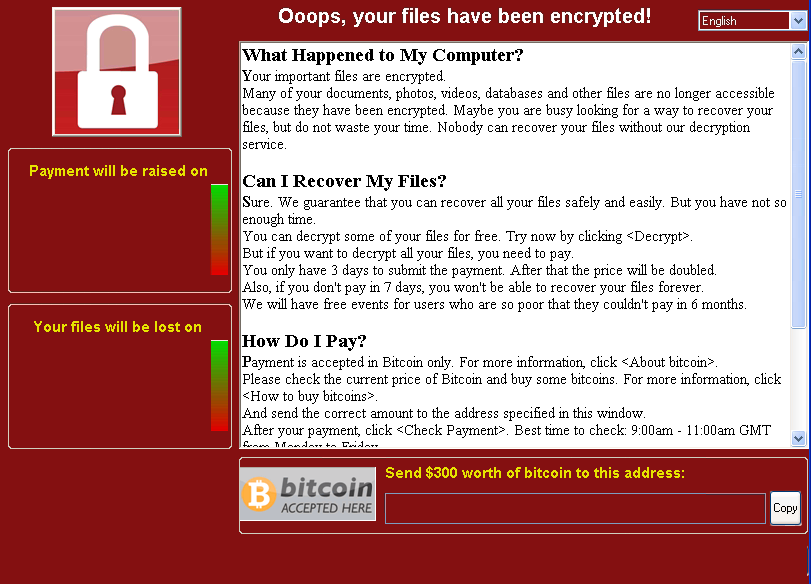 Ooops, your files have been encrypted!
English
What Happened to My Computer?
Your important files are encrypted.
Many of your documents, photos, videos, databases and other files are no longer accessible
because they have been encrypted. Maybe you are busy looking for a way to recover your
files, but do not waste your time. Nobody can recover your files without our decryption
service.
Can I Recover My Files?
Sure. We guarantee that you can recover all your files safely and easily. But you have not so
enough time.
You can decrypt some of your files for free. Try now by clicking <Decrypt>.
But if you want to decrypt all your files, you need to pay.
You only have 3 days to submit the payment. After that the price will be doubled.
Also, if you don't pay in 7 days, you won't be able to recover your files forever.
We will have free events for users who are so poor that they couldn't pay in 6 months.
How Do I Pay?
Payment is accepted in Bitcoin only. For more information, click <About bitcoin>.
Please check the current price of Bitcoin and buy some bitcoins. For more information, click
<How to buy bitcoins>.
And send the correct amount to the address specified in this window.
After your payment, click <Check Payment>. Best time to check: 9:00am - 11:00am GMT
from Monday to Friday
Payment will be raised on
Your files will be lost on
bitcoin
ACCEPTED HERE
Send $300 worth of bitcoin to this address:
Copy